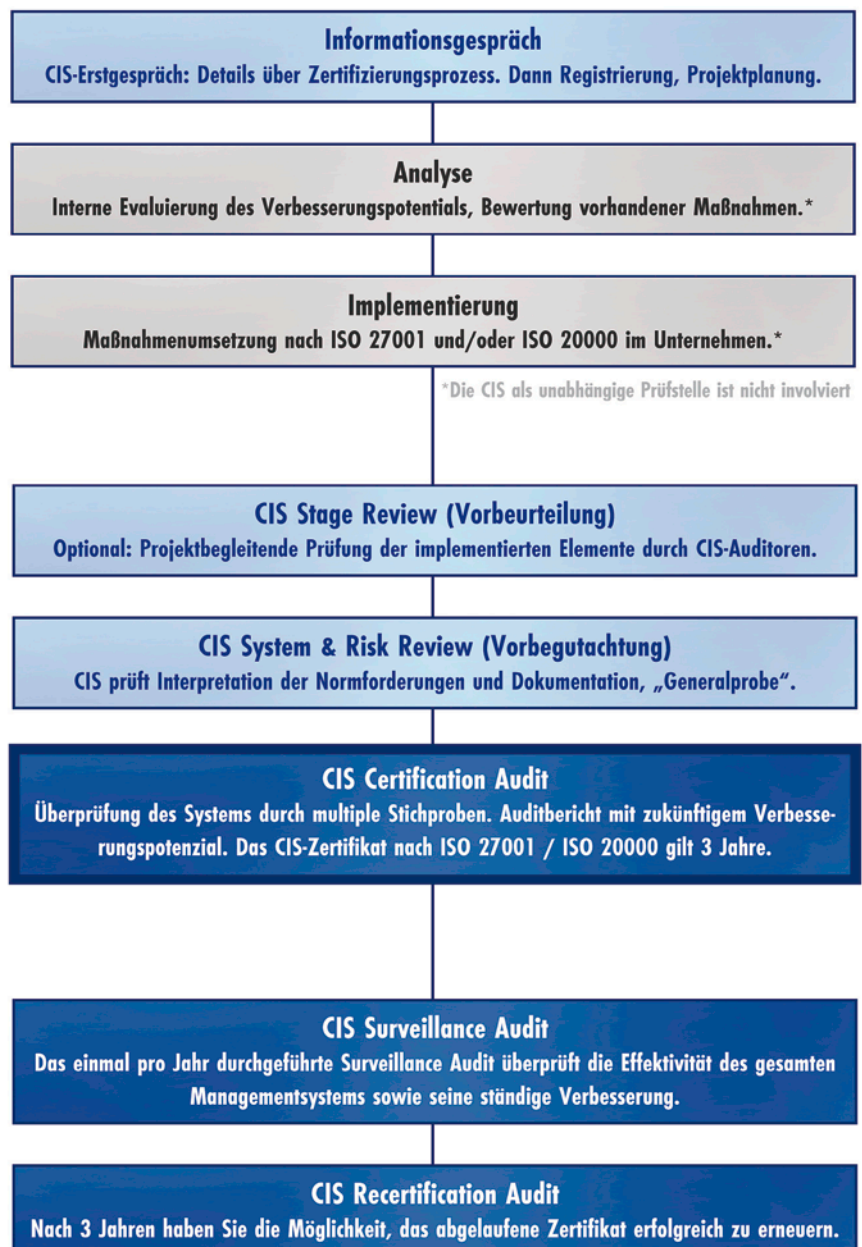 Informationsgespräch
CIS-Erstgespräch: Details über Zertifizierungsprozess. Dann Registrierung, Projektplanung.
Analyse
Interne Evaluierung des Verbesserungspotentials, Bewertung vorhandener Maßnahmen.*
Implementierung
Maßnahmenumsetzung nach ISO 27001 und/oder ISO 20000 im Unternehmen.*
*Die CIS als unabhängige Prüfstelle ist nicht involviert
CIS Stage Review (Vorbeurteilung)
Optional: Projektbegleitende Prüfung der implementierten Elemente durch CIS-Auditoren.
CIS System & Risk Review (Vorbegutachtung)
CIS prüft Interpretation der Normforderungen und Dokumentation, „Generalprobe“.
CIS Certification Audit
Überprüfung des Systems durch multiple Stichproben. Auditbericht mit zukünftigem Verbesse-
rungspotenzial. Das CIS-Zertifikat nach ISO 27001 / ISO 20000 gilt 3 Jahre.
CIS Surveillance Audit
Das einmal pro Jahr durchgeführte Surveillance Audit überprüft die Effektivität des gesamten
Managementsystems sowie seine ständige Verbesserung.
CIS Recertification Audit
Nach 3 Jahren haben Sie die Möglichkeit, das abgelaufene Zertifikat erfolgreich zu erneuern.